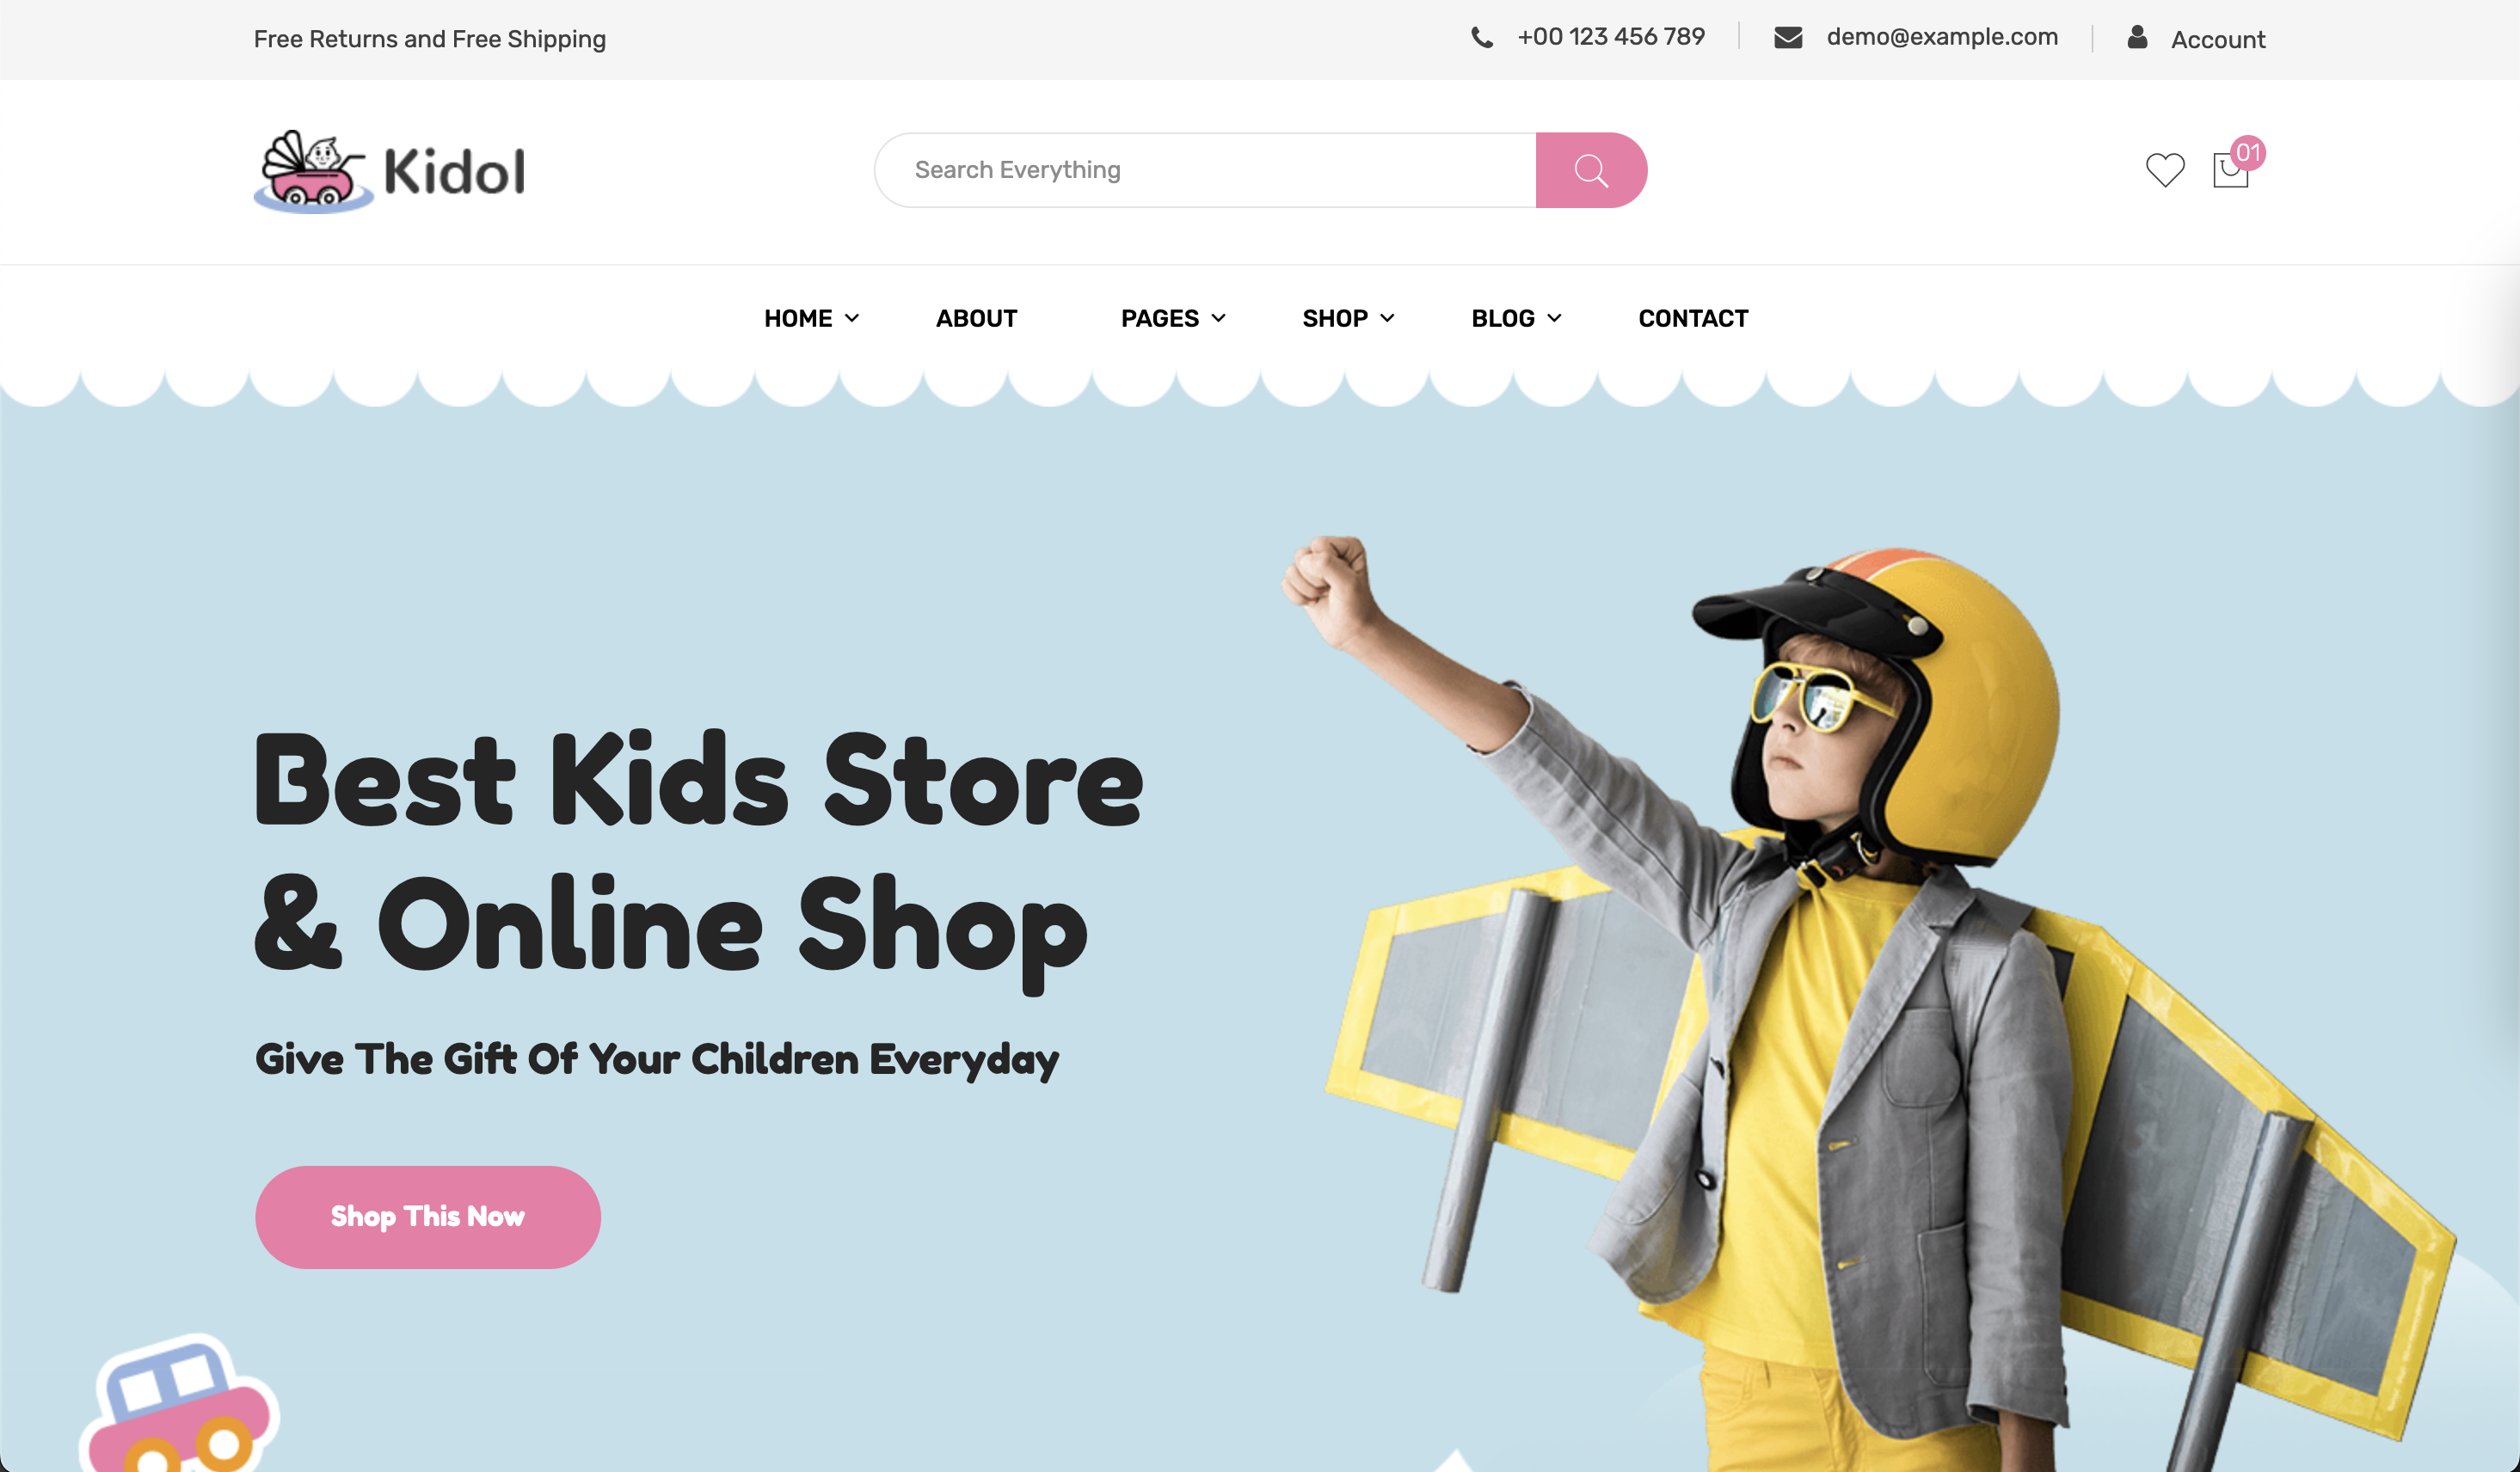 Free Returns and Free Shipping
+00 123 456 789
demo@example.com
Account
Kidol
Search Everything
01
HOME ABOUT PAGES SHOP BLOG CONTACT
Best Kids Store
& Online Shop
Give The Gift Of Your Children Everyday
Shop This Now